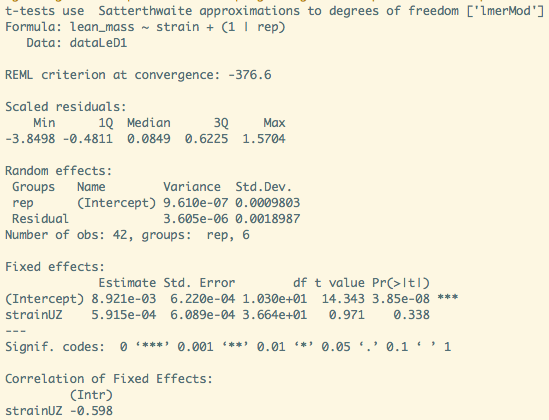 t-tests use  Satterthwaite approximations to degrees of freedom ['lmerMod']
Formula: lean_mass ~ strain + (1 | rep)
   Data: dataLeD1

REML criterion at convergence: -376.6

Scaled residuals:
    Min      1Q  Median      3Q     Max
-3.8498 -0.4811  0.0849  0.6225  1.5704

Random effects:
 Groups   Name        Variance  Std.Dev.
 rep      (Intercept) 9.610e-07 0.0009803
 Residual             3.605e-06 0.0018987
Number of obs: 42, groups:  rep, 6

Fixed effects:
             Estimate Std. Error        df t value Pr(>|t|)
(Intercept) 8.921e-03  6.220e-04 1.030e+01  14.343 3.85e-08 ***
strainUZ    5.915e-04  6.089e-04 3.664e+01   0.971    0.338
---
Signif. codes:  0 ‘***’ 0.001 ‘**’ 0.01 ‘*’ 0.05 ‘.’ 0.1 ‘ ’ 1

Correlation of Fixed Effects:
         (Intr)
strainUZ -0.598